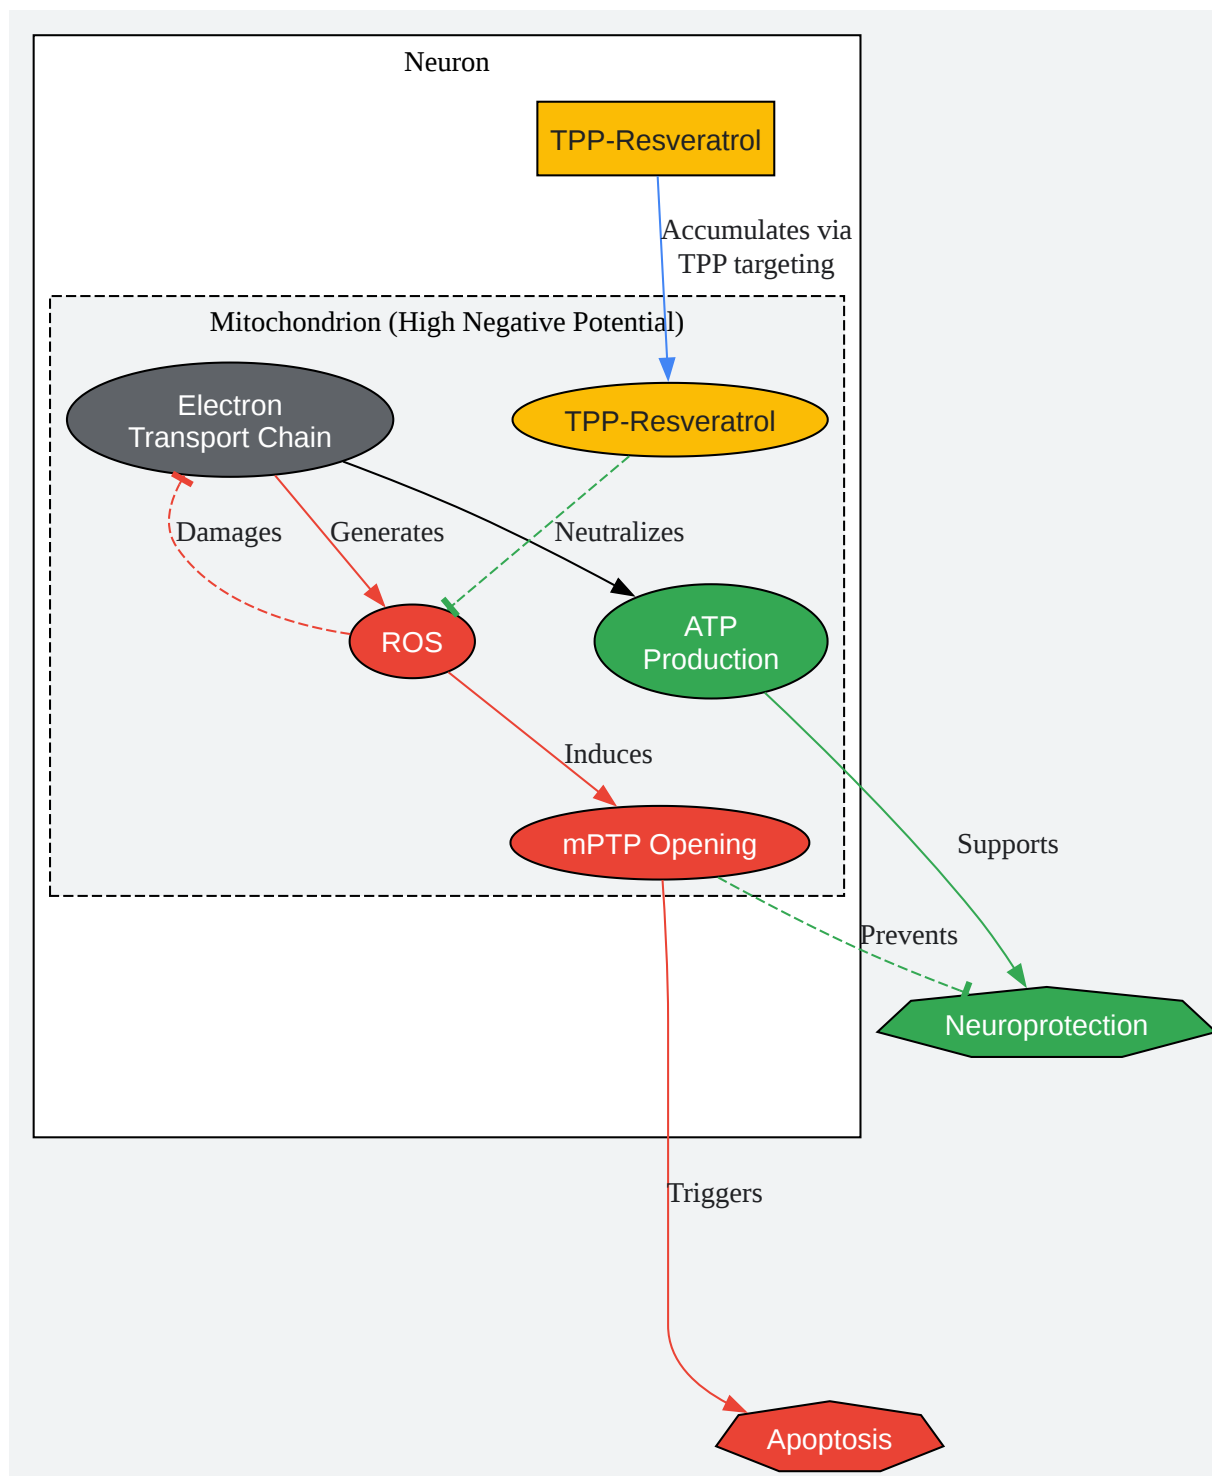 Neuron
TPP-Resveratrol
Accumulates via
TPP targeting
Mitochondrion (High Negative Potential)
Electron
Transport Chain
TPP-Resveratrol
Damages
Generates
Neutralizes
ROS
ATP
Production
Induces
mPTP Opening
Supports
Prevents
Neuroprotection
Triggers
Apoptosis